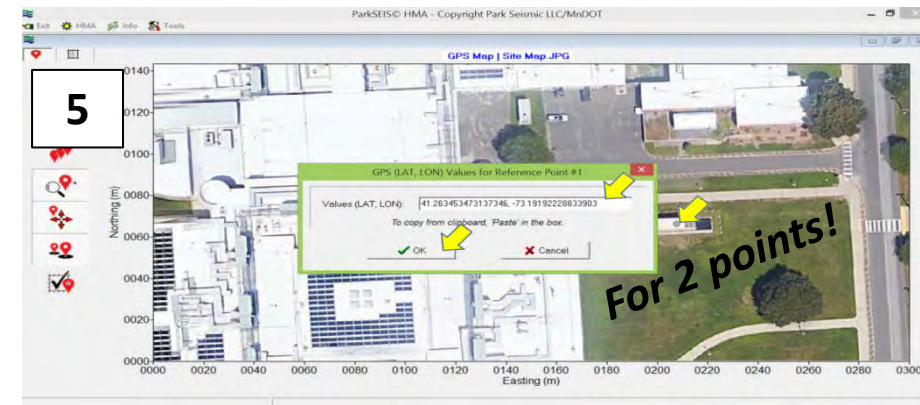 ParkSEIS© HMA - Copyright Park Seismic LLC/MnDOT
Exit HMA Info Tools
GPS Map | Site Map.JPG
5
0140
0120
0100
0080
0060
0040
0020
0000
Northing (m)
GPS (LAT, LON) Values for Reference Point #1
Values (LAT, LON): 41.263453473137346, -73.19192228833903
To copy from clipboard, 'Paste' in the box.
OK Cancel
For 2 points!
0000 0020 0040 0060 0080 0100 0120 0140 0160 0180 0200 0220 0240 0260 0280 0300
Easting (m)